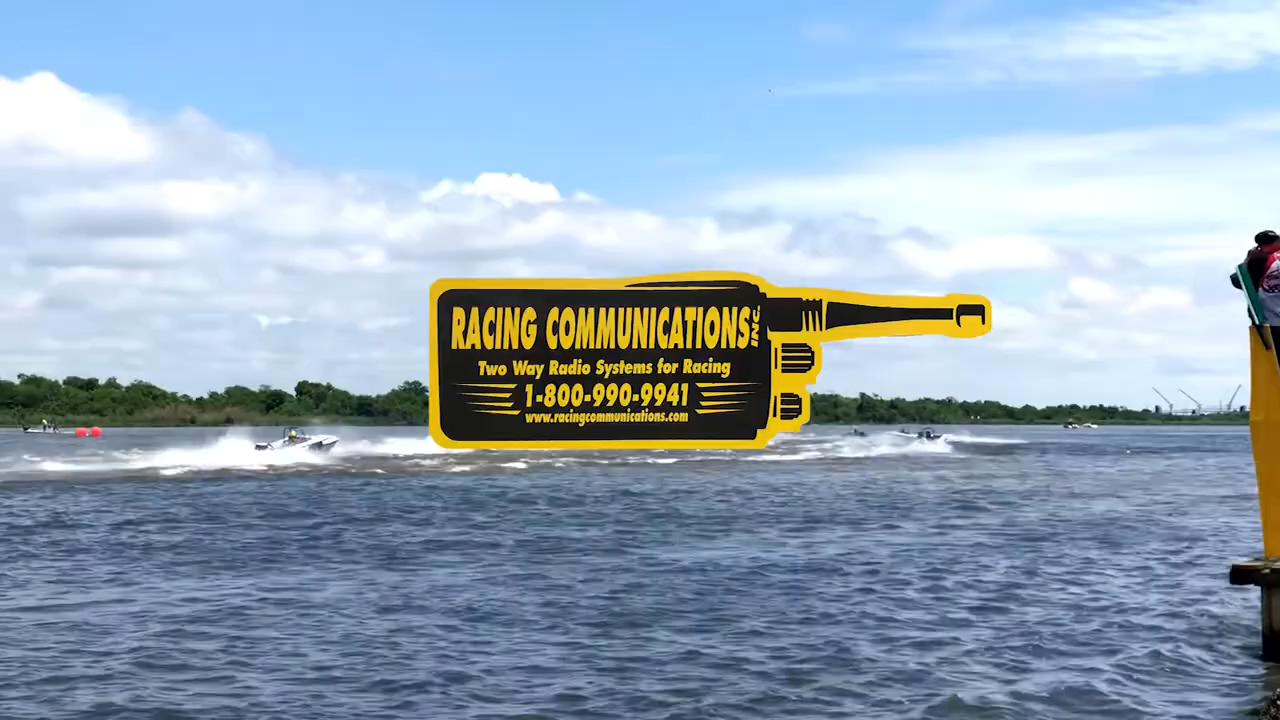 RACING COMMUNICATIONS INC.
Two Way Radio Systems for Racing
1-800-990-9941
www.racingcommunications.com